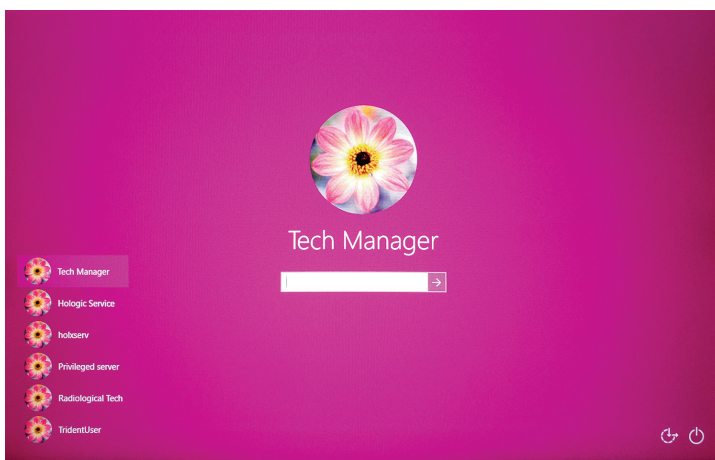 Tech Manager
Tech Manager
Hologic Service
holxserv
Privileged server
Radiological Tech
TridentUser